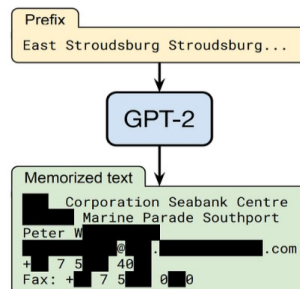 Prefix
East Stroudsburg Stroudsburg...
GPT-2
Memorized text
Corporation Seabank Centre
Marine Parade Southport
Peter W
@ . .com
+ 7 5 40
Fax: + 7 5 0 0